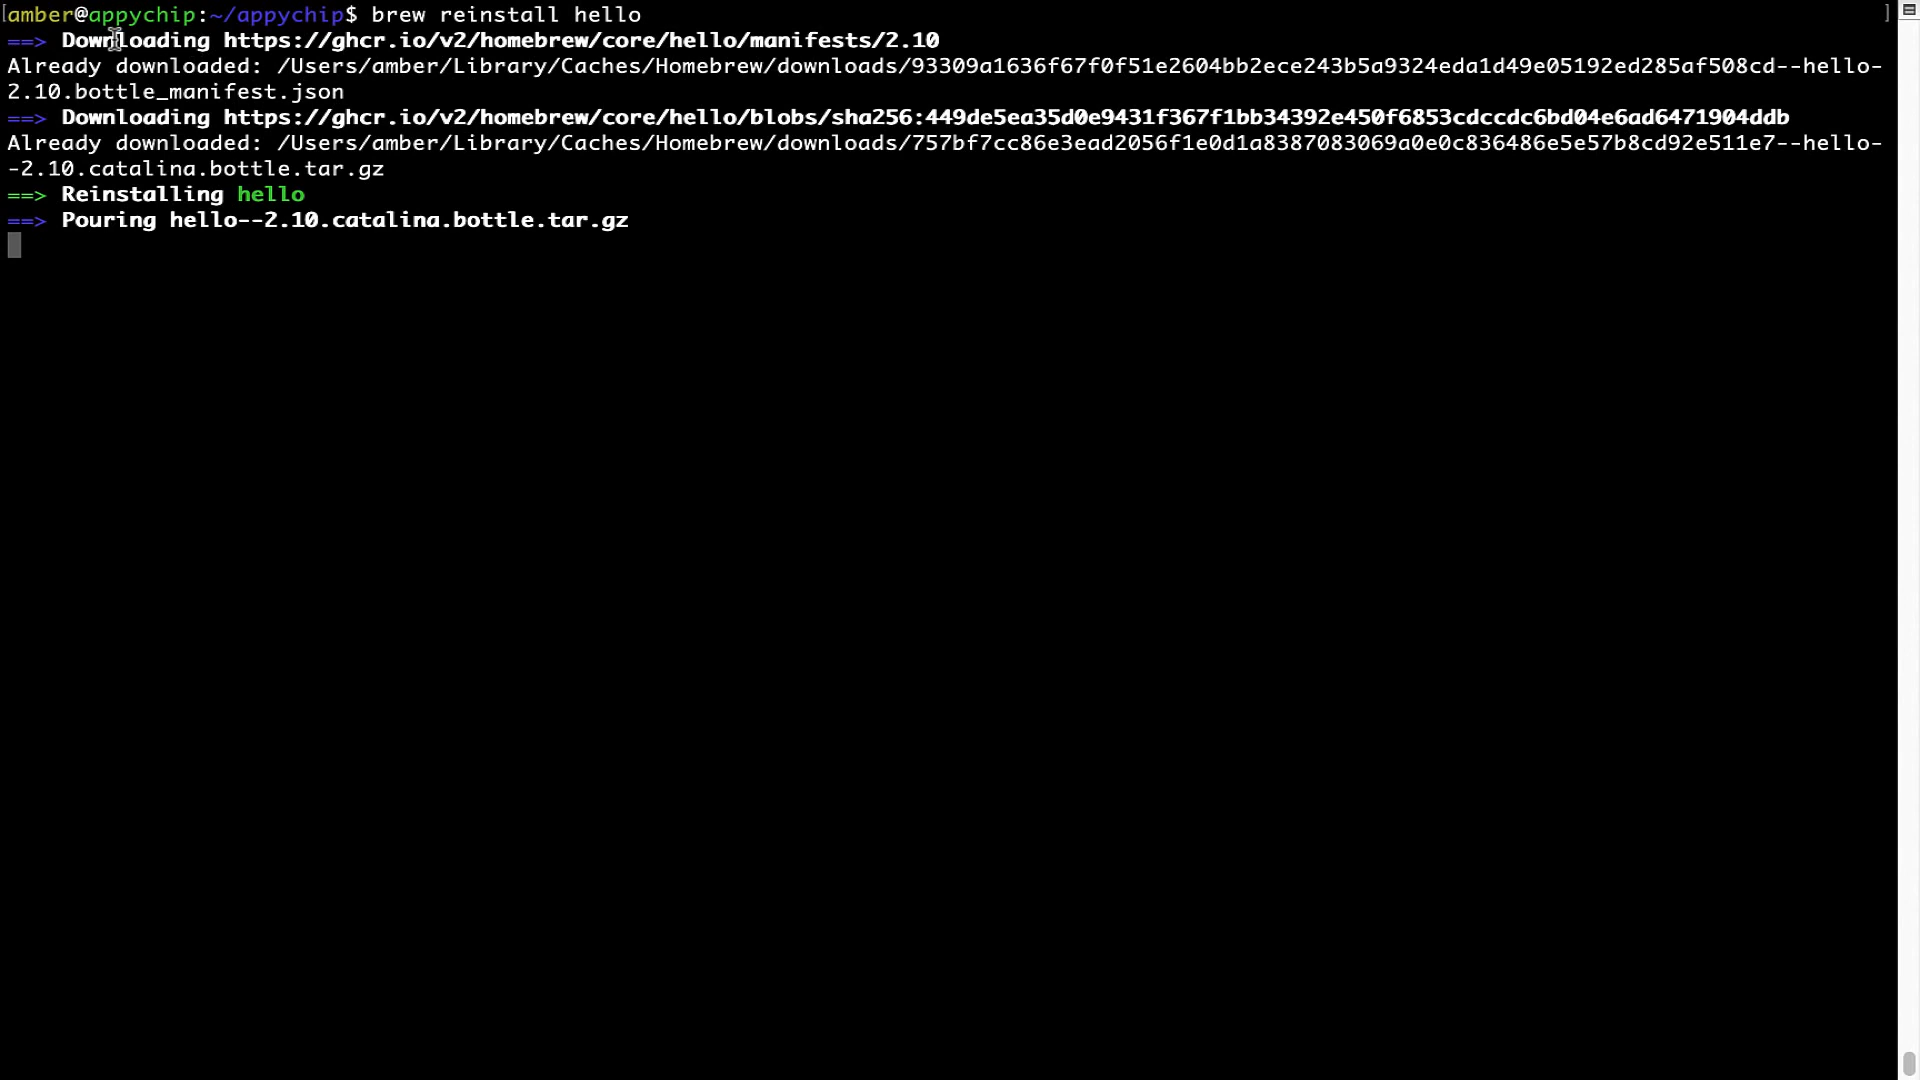 [amber@appychip:~/appychip$ brew reinstall hello ]
==> Downloading https://ghcr.io/v2/homebrew/core/hello/manifests/2.10
Already downloaded: /Users/amber/Library/Caches/Homebrew/downloads/93309a1636f67f0f51e2604bb2ece243b5a9324eda1d49e05192ed285af508cd--hello-
2.10.bottle_manifest.json
==> Downloading https://ghcr.io/v2/homebrew/core/hello/blobs/sha256:449de5ea35d0e9431f367f1bb34392e450f6853cdccdc6bd04e6ad6471904ddb
Already downloaded: /Users/amber/Library/Caches/Homebrew/downloads/757bf7cc86e3ead2056f1e0d1a8387083069a0e0c836486e5e57b8cd92e511e7--hello-
-2.10.catalina.bottle.tar.gz
==> Reinstalling hello
==> Pouring hello--2.10.catalina.bottle.tar.gz